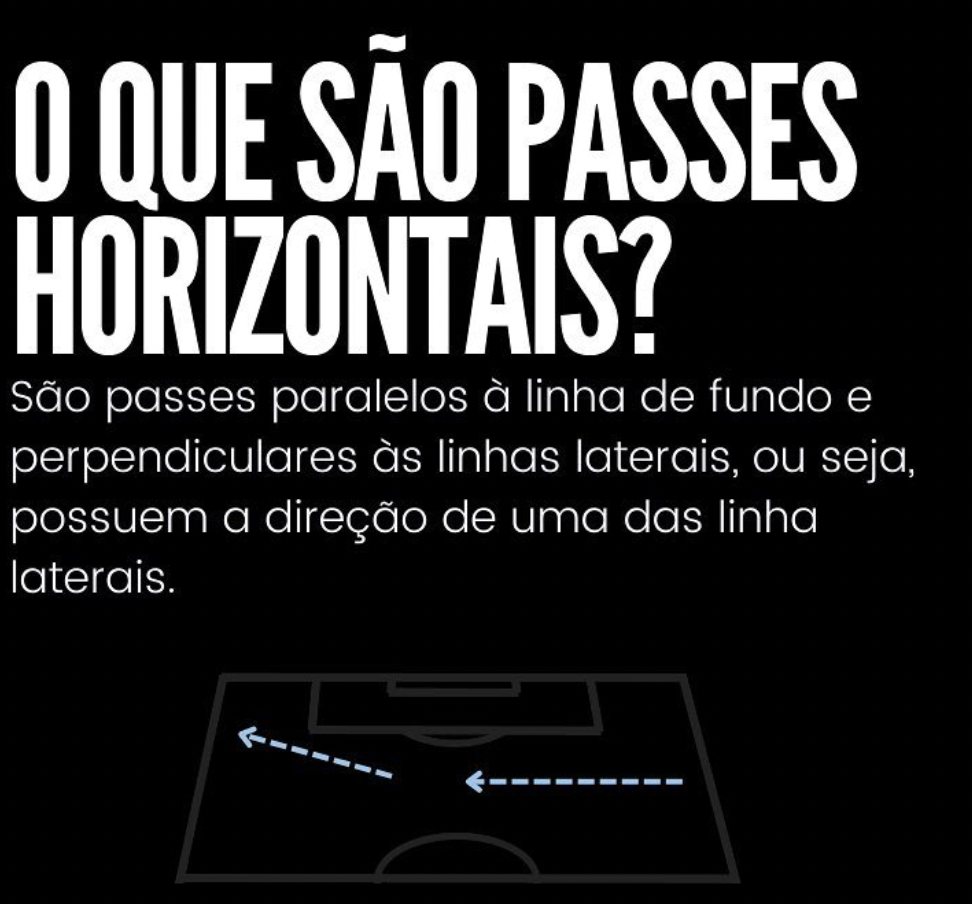 O QUE SÃO PASSES
HORIZONTAIS?
São passes paralelos à linha de fundo e
perpendiculares às linhas laterais, ou seja,
possuem a direção de uma das linha
laterais.